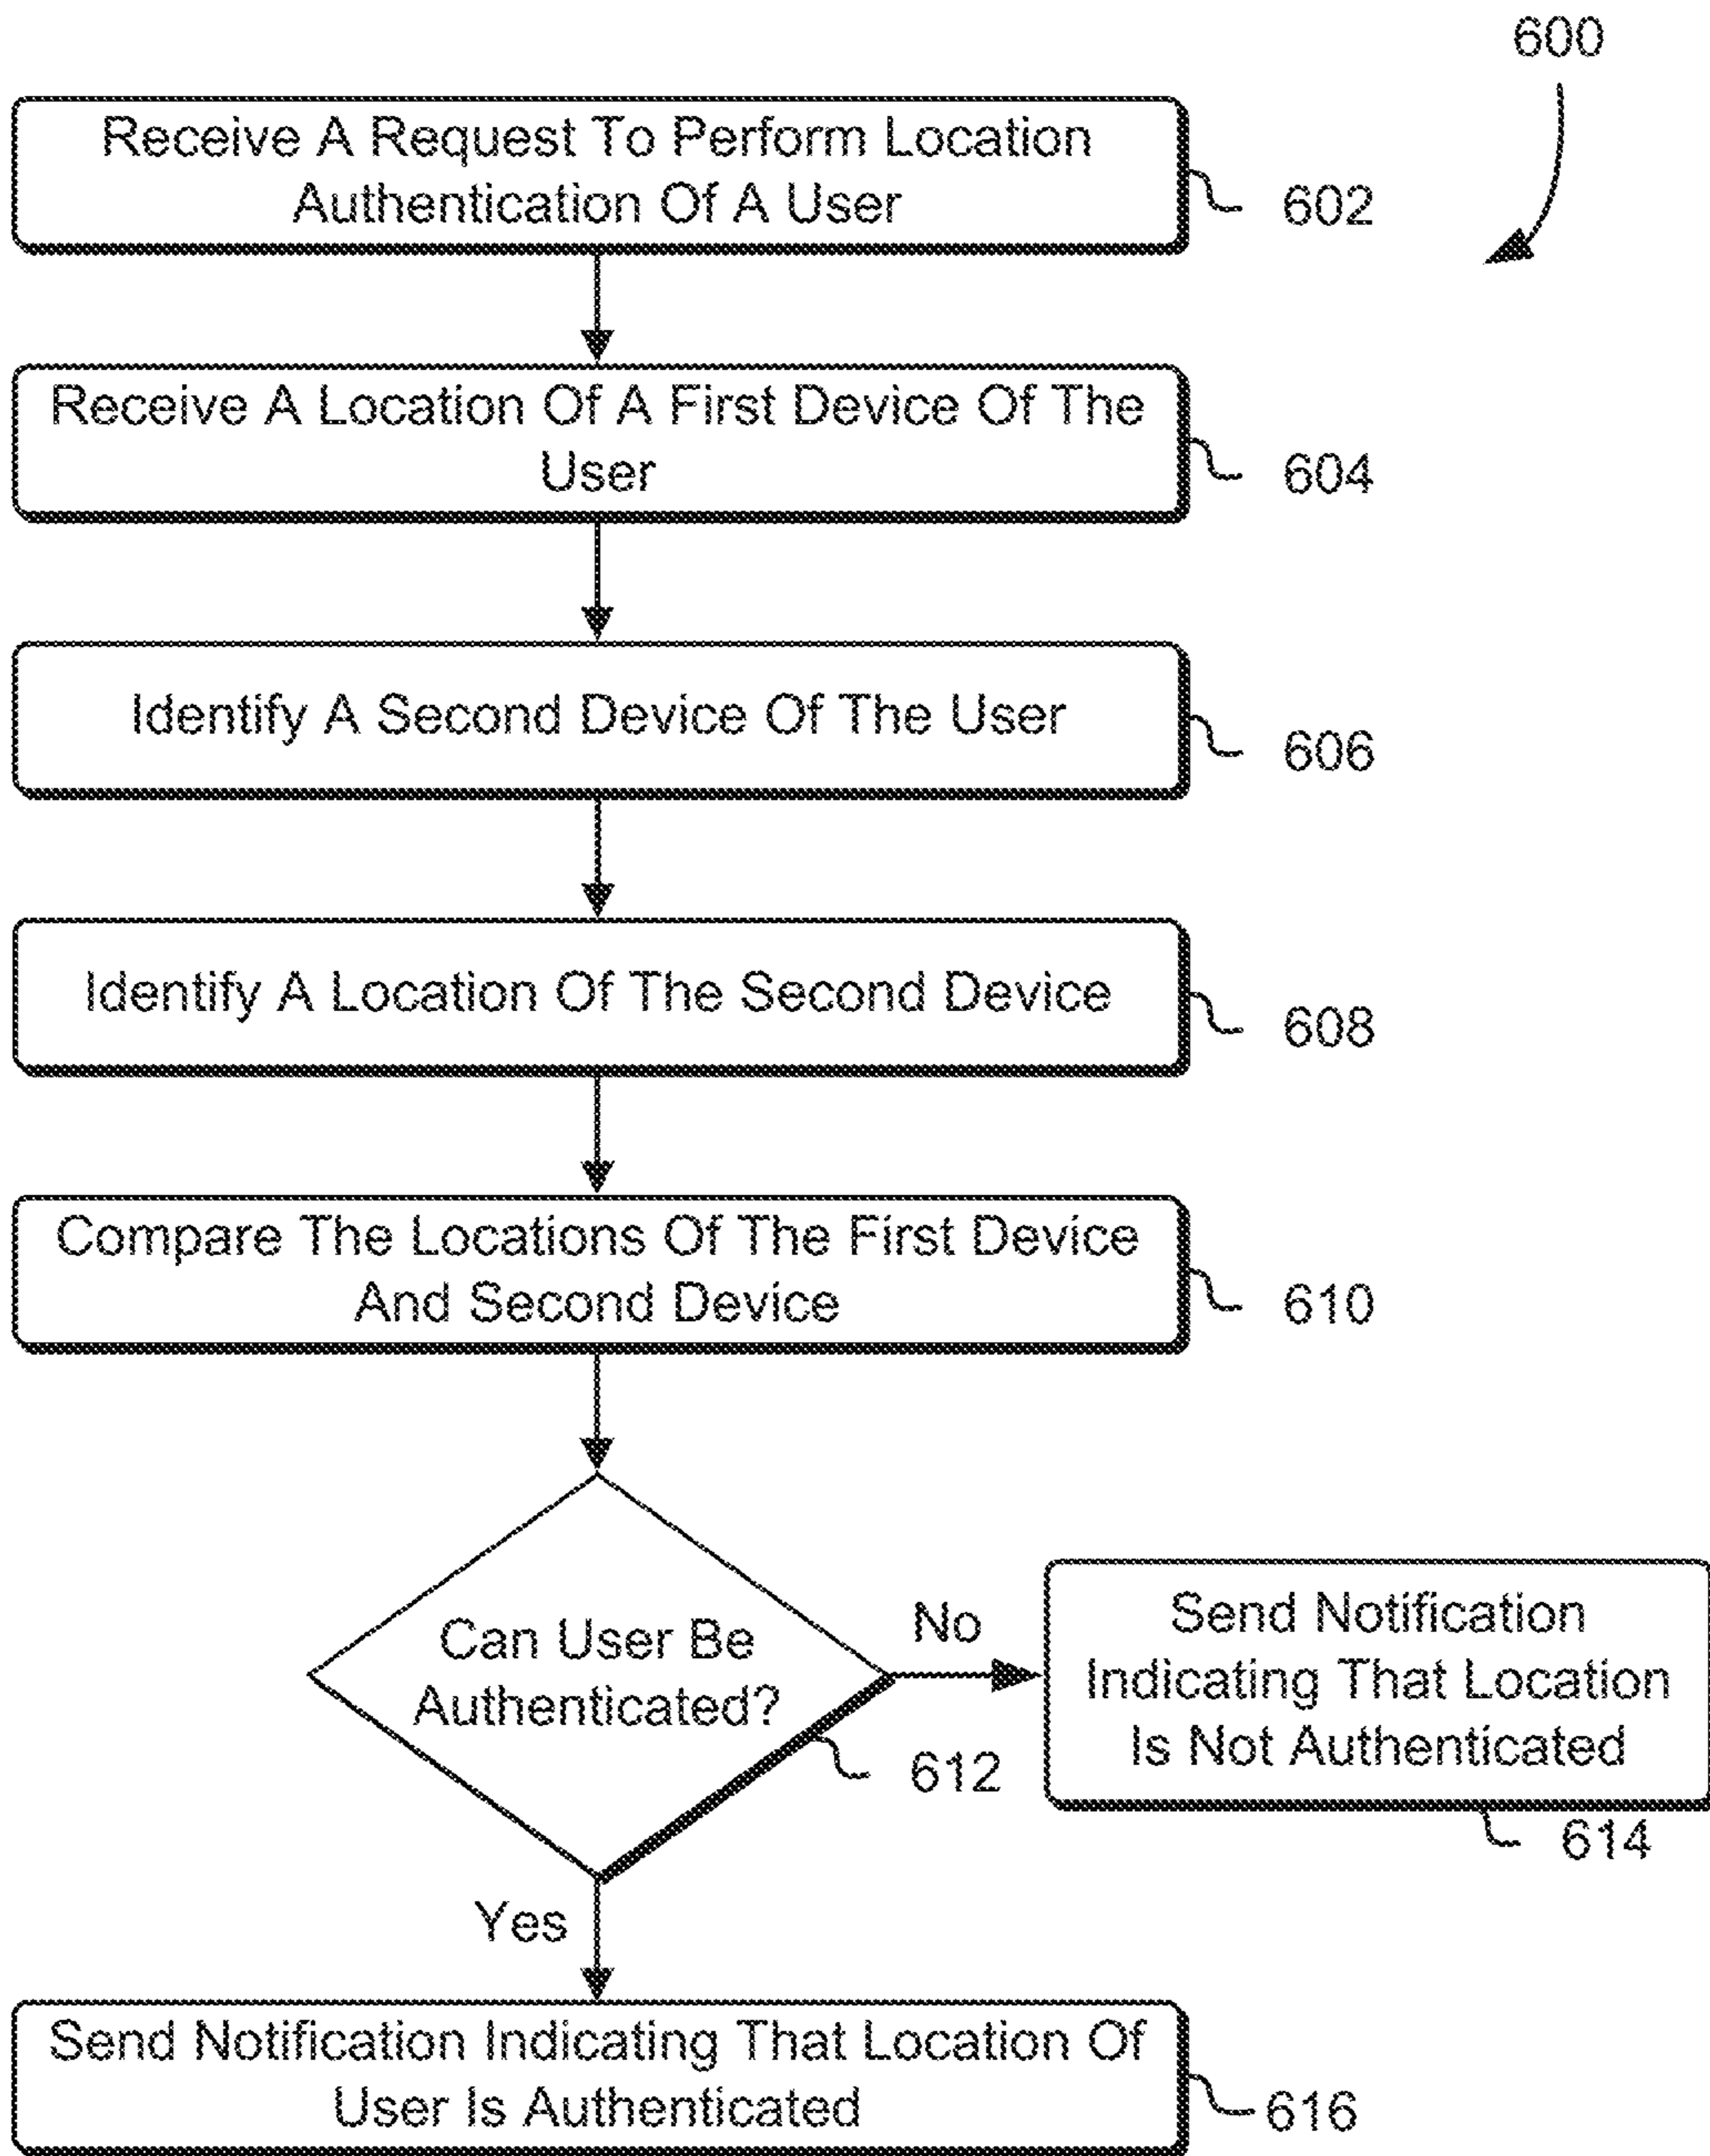 600
Receive A Request To Perform Location
Authentication Of A User
602
Receive A Location Of A First Device Of The
User
604
Identify A Second Device Of The User
606
Identify A Location Of The Second Device
608
Compare The Locations Of The First Device
And Second Device
610
Can User Be
Authenticated?
612
No
Send Notification
Indicating That Location
Is Not Authenticated
614
Yes
Send Notification Indicating That Location Of
User Is Authenticated
616